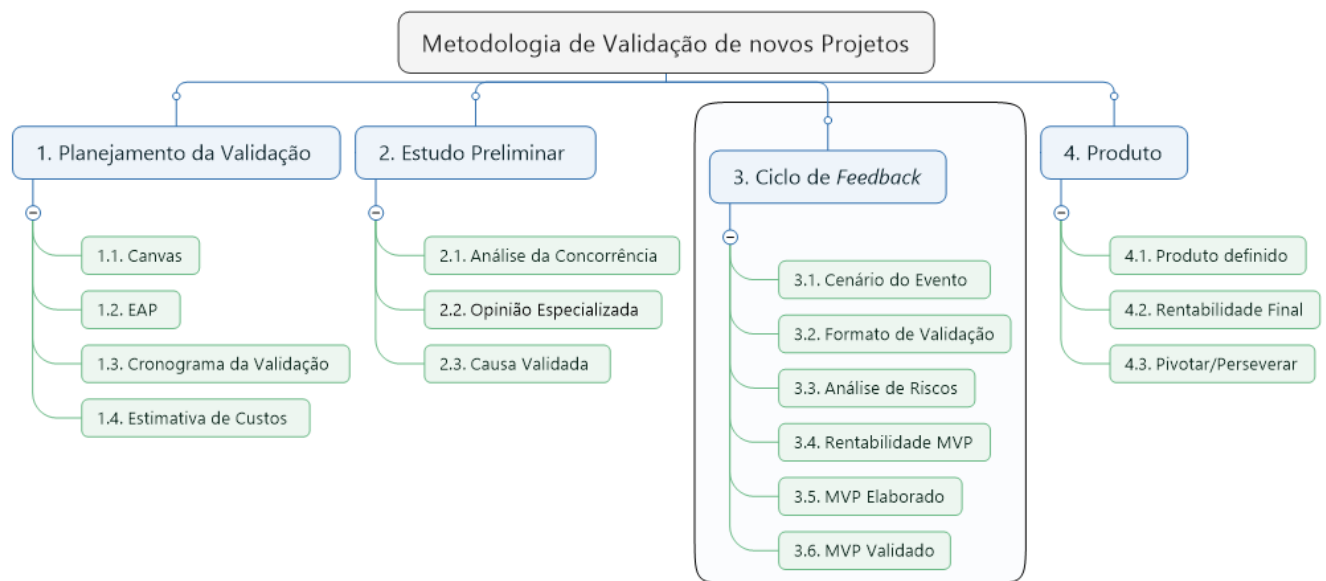 Metodologia de Validação de novos Projetos
1. Planejamento da Validação
1.1. Canvas
1.2. EAP
1.3. Cronograma da Validação
1.4. Estimativa de Custos
2. Estudo Preliminar
2.1. Análise da Concorrência
2.2. Opinião Especializada
2.3. Causa Validada
3. Ciclo de Feedback
3.1. Cenário do Evento
3.2. Formato de Validação
3.3. Análise de Riscos
3.4. Rentabilidade MVP
3.5. MVP Elaborado
3.6. MVP Validado
4. Produto
4.1. Produto definido
4.2. Rentabilidade Final
4.3. Pivotar/Perseverar